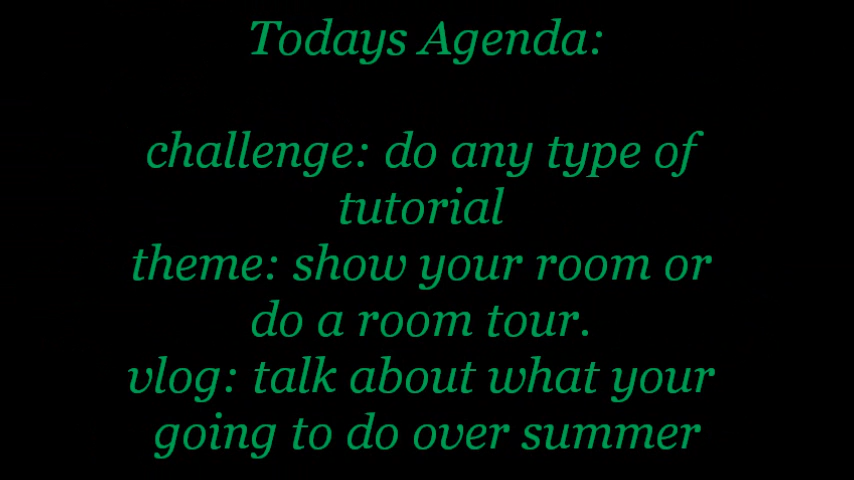 Todays Agenda:
challenge: do any type of
tutorial
theme: show your room or
do a room tour.
vlog: talk about what your
going to do over summer